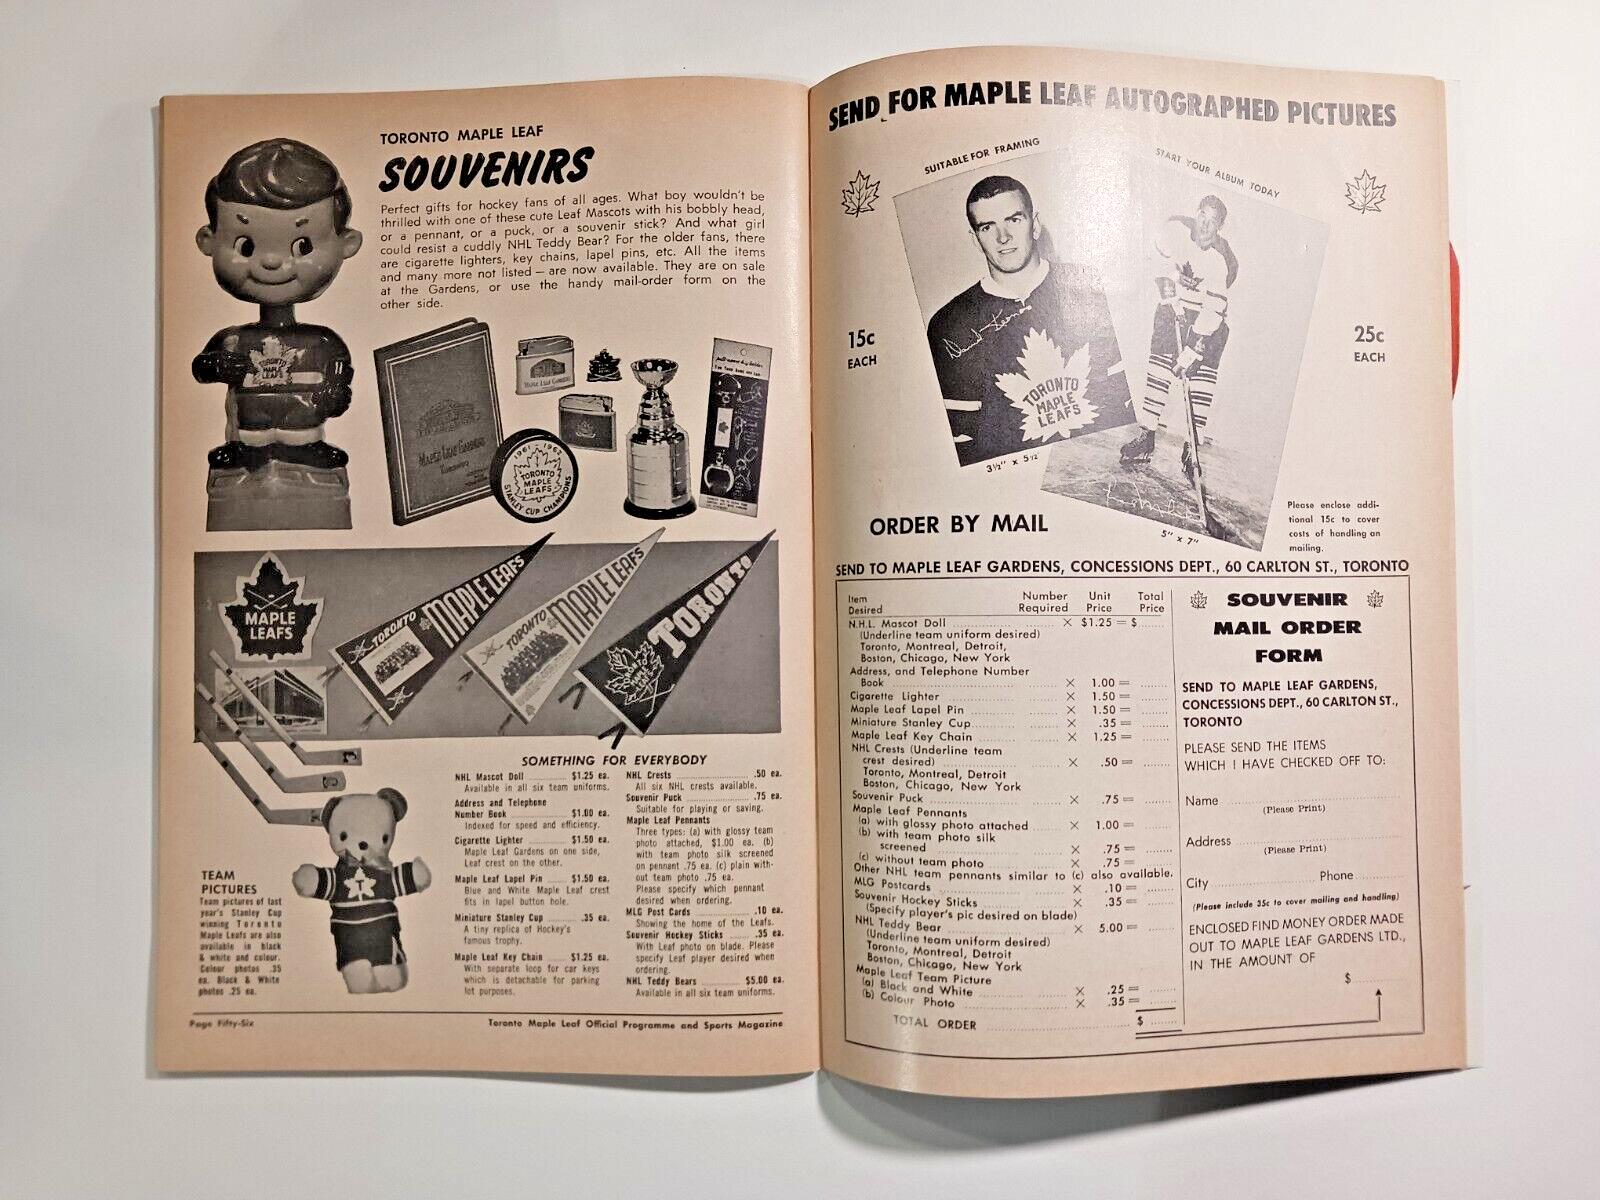 TORONTO MAPLE LEAF
SOUVENIRS
Perfect gifts for hockey fans of all ages. What boy wouldn't be
thrilled with one of these cute Leaf Mascots with his bobbly head,
or a pennant, or a puck, or a souvenir stick? And what girl
could resist a cuddly NHL Teddy Bear? For the older fans, there
are cigarette lighters, key chains, lapel pins, etc. All the items
and many more not listed — are now available. They are on sale
at the Gardens, or use the handy mail-order form on the
other side.
TORONTO
MAPLE
LEAFS
11
MAPLE LEAF GARDENS
TORONTO
MAPLE LEAF GARDENS
1961 - 1962
TORONTO
MAPLE
LEAFS
STANLEY CUP CHAMPIONS
MAPLE
LEAFS
TORONTO MAPLE LEAFS
TORONTO MAPLE LEAFS
TORONTO
MAPLE
LEAFS
TORONTO
T
TEAM
PICTURES
Team pictures of last
year's Stanley Cup
winning Toronto
Maple Leafs are also
available in black
& white and colour.
Colour photos .35
ea. Black & White
photos .25 ea.
SOMETHING FOR EVERYBODY
NHL Mascot Doll $1.25 ea.
Available in all six team uniforms.
Address and Telephone
Number Book $1.00 ea.
Indexed for speed and efficiency.
Cigarette Lighter $1.50 ea.
Maple Leaf Gardens on one side,
Leaf crest on the other.
Maple Leaf Lapel Pin $1.50 ea.
Blue and White Maple Leaf crest
fits in lapel button hole.
Miniature Stanley Cup .35 ea.
A tiny replica of Hockey's
famous trophy.
Maple Leaf Key Chain $1.25 ea.
With separate loop for car keys
which is detachable for parking
lot purposes.
NHL Crests .50 ea.
All six NHL crests available.
Souvenir Puck .75 ea.
Suitable for playing or saving.
Maple Leaf Pennants
Three types: (a) with glossy team
photo attached, $1.00 ea. (b)
with team photo silk screened
on pennant .75 ea. (c) plain with-
out team photo .75 ea.
Please specify which pennant
desired when ordering.
MLG Post Cards .10 ea.
Showing the home of the Leafs.
Souvenir Hockey Sticks .35 ea.
With Leaf photo on blade. Please
specify Leaf player desired when
ordering.
NHL Teddy Bears $5.00 ea.
Available in all six team uniforms.
Page Fifty-Six
Toronto Maple Leaf Official Programme and Sports Magazine
SEND FOR MAPLE LEAF AUTOGRAPHED PICTURES
SUITABLE FOR FRAMING
START YOUR ALBUM TODAY
15c
EACH
25c
EACH
TORONTO
MAPLE
LEAFS
3½" x 5½"
5" x 7"
ORDER BY MAIL
Please enclose addi-
tional 15c to cover
costs of handling an
mailing.
SEND TO MAPLE LEAF GARDENS, CONCESSIONS DEPT., 60 CARLTON ST., TORONTO
Item Desired Number Required Unit Price Total Price
N.H.L. Mascot Doll × $1.25 = $
(Underline team uniform desired)
Toronto, Montreal, Detroit,
Boston, Chicago, New York
Address, and Telephone Number
Book × 1.00 =
Cigarette Lighter × 1.50 =
Maple Leaf Lapel Pin × 1.50 =
Miniature Stanley Cup × .35 =
Maple Leaf Key Chain × 1.25 =
NHL Crests (Underline team
crest desired) × .50 =
Toronto, Montreal, Detroit
Boston, Chicago, New York
Souvenir Puck × .75 =
Maple Leaf Pennants
(a) with glossy photo attached × 1.00 =
(b) with team photo silk
screened × .75 =
(c) without team photo × .75 =
Other NHL team pennants similar to (c) also available.
MLG Postcards × .10 =
Souvenir Hockey Sticks × .35 =
(Specify player's pic desired on blade)
NHL Teddy Bear × 5.00 =
(Underline team uniform desired)
Toronto, Montreal, Detroit
Boston, Chicago, New York
Maple Leaf Team Picture
(a) Black and White × .25 =
(b) Colour Photo × .35 =
TOTAL ORDER $
SOUVENIR
MAIL ORDER
FORM
SEND TO MAPLE LEAF GARDENS,
CONCESSIONS DEPT., 60 CARLTON ST.,
TORONTO
PLEASE SEND THE ITEMS
WHICH I HAVE CHECKED OFF TO:
Name
(Please Print)
Address
(Please Print)
City Phone
(Please include 35c to cover mailing and handling)
ENCLOSED FIND MONEY ORDER MADE
OUT TO MAPLE LEAF GARDENS LTD.,
IN THE AMOUNT OF
$